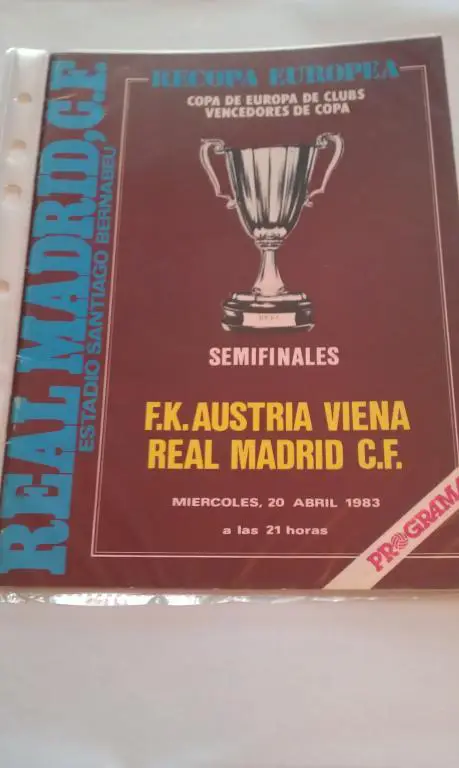 REAL MADRID, C.F.
ESTADIO SANTIAGO BERNABEU
RECOPA EUROPEA
COPA DE EUROPA DE CLUBS
VENCEDORES DE COPA
SEMIFINALES
F.K. AUSTRIA VIENA
REAL MADRID C.F.
MIERCOLES, 20 ABRIL 1983
a las 21 horas
PROGRAMA